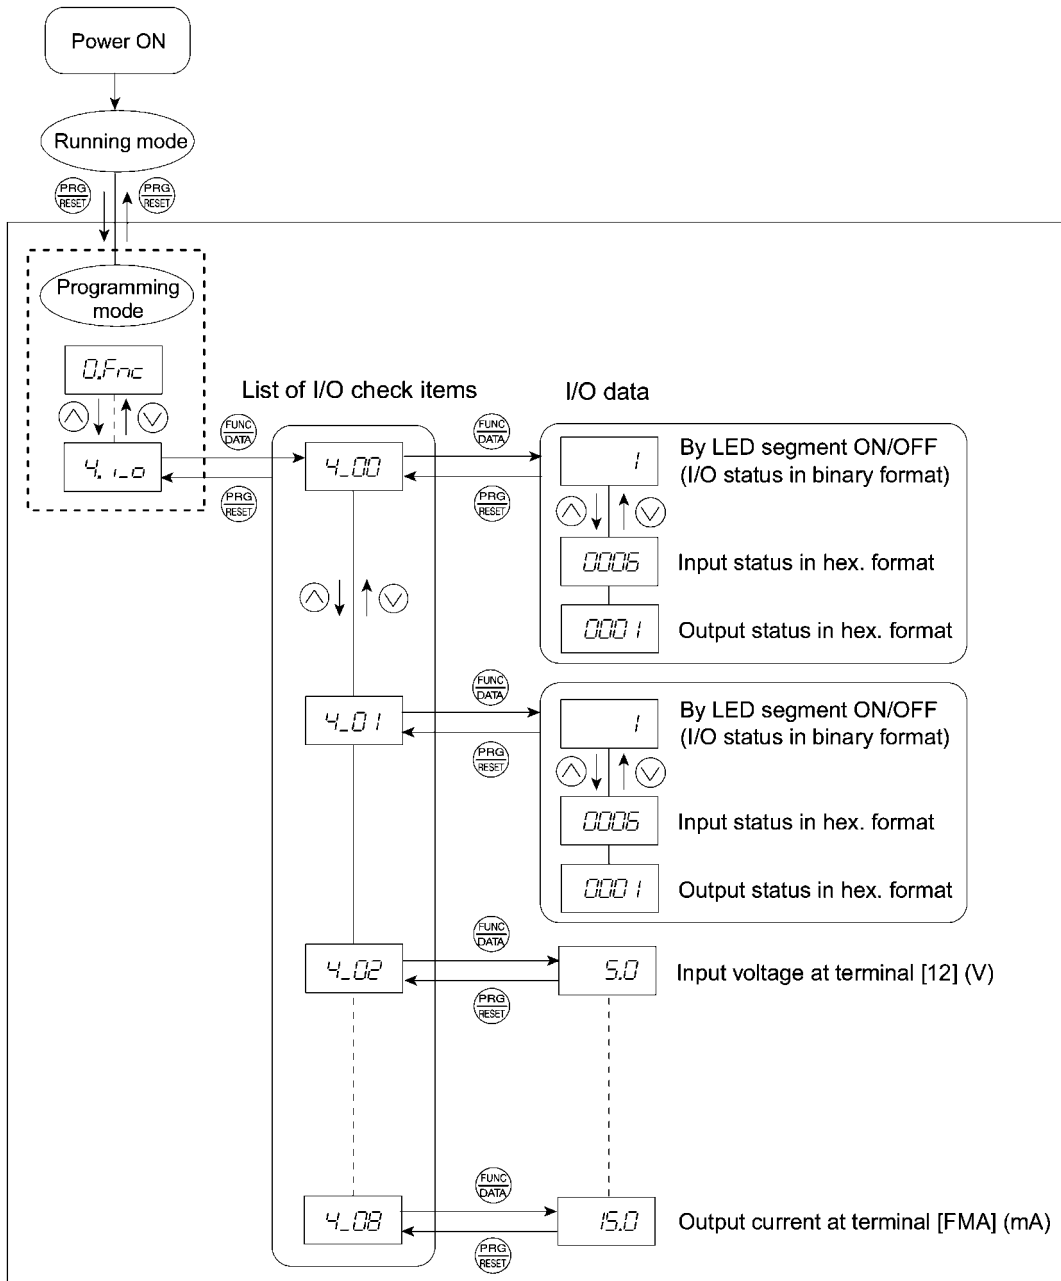 Power ON
Running mode
PRG
RESET
PRG
RESET
Programming
mode
0.Fnc
4.i_o
List of I/O check items
I/O data
FUNC
DATA
PRG
RESET
4_00
FUNC
DATA
PRG
RESET
1
By LED segment ON/OFF
(I/O status in binary format)
0006
Input status in hex. format
0001
Output status in hex. format
4_01
FUNC
DATA
PRG
RESET
1
By LED segment ON/OFF
(I/O status in binary format)
0006
Input status in hex. format
0001
Output status in hex. format
4_02
FUNC
DATA
PRG
RESET
5.0
Input voltage at terminal [12] (V)
4_08
FUNC
DATA
PRG
RESET
15.0
Output current at terminal [FMA] (mA)